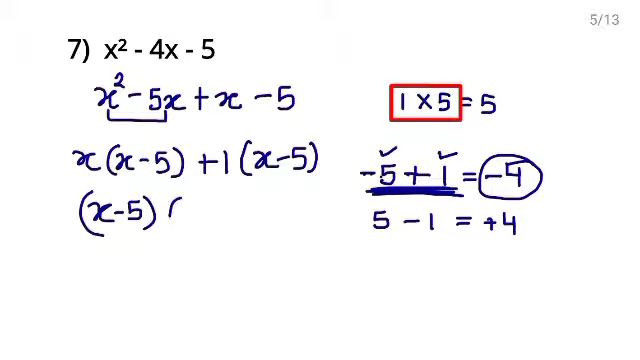 5/13
7) x² - 4x - 5
x² - 5x + x - 5
x (x - 5) + 1 (x - 5)
(x - 5) (
1 x 5 = 5
-5 + 1 = -4
5 - 1 = +4